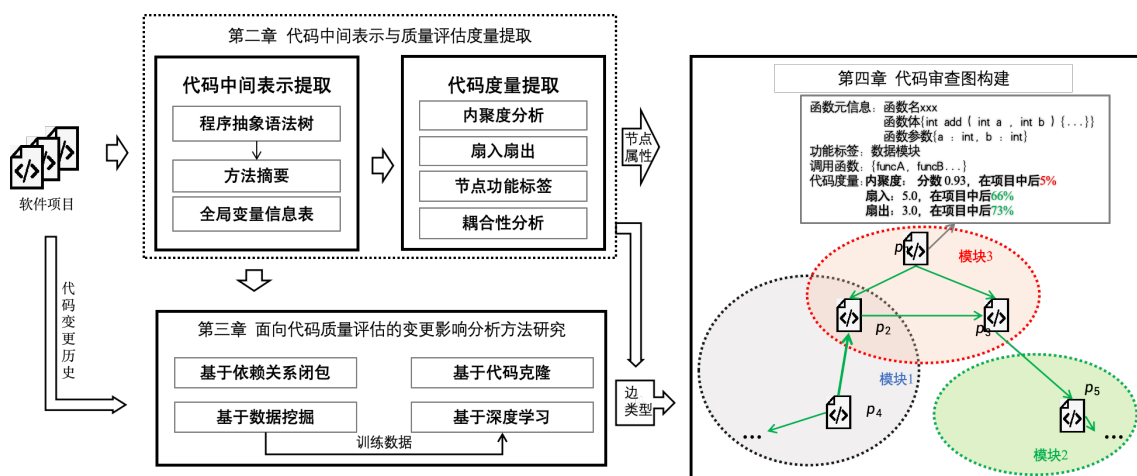 第二章 代码中间表示与质量评估度量提取
代码中间表示提取
程序抽象语法树
方法摘要
全局变量信息表
代码度量提取
内聚度分析
扇入扇出
节点功能标签
耦合性分析
软件项目
节点
属性
代码变更历史
第三章 面向代码质量评估的变更影响分析方法研究
基于依赖关系闭包
基于代码克隆
基于数据挖掘
基于深度学习
训练数据
边
类型
第四章 代码审查图构建
函数元信息：函数名xxx
函数体{int add ( int a , int b ) {...}}
函数参数{a : int, b : int}
功能标签：数据模块
调用函数：{funcA, funcB...}
代码度量：内聚度： 分数 0.93，在项目中后5%
扇入：5.0，在项目中后66%
扇出：3.0，在项目中后73%
模块3
p
p2
p3
模块1
p4
...
p5
...
模块2